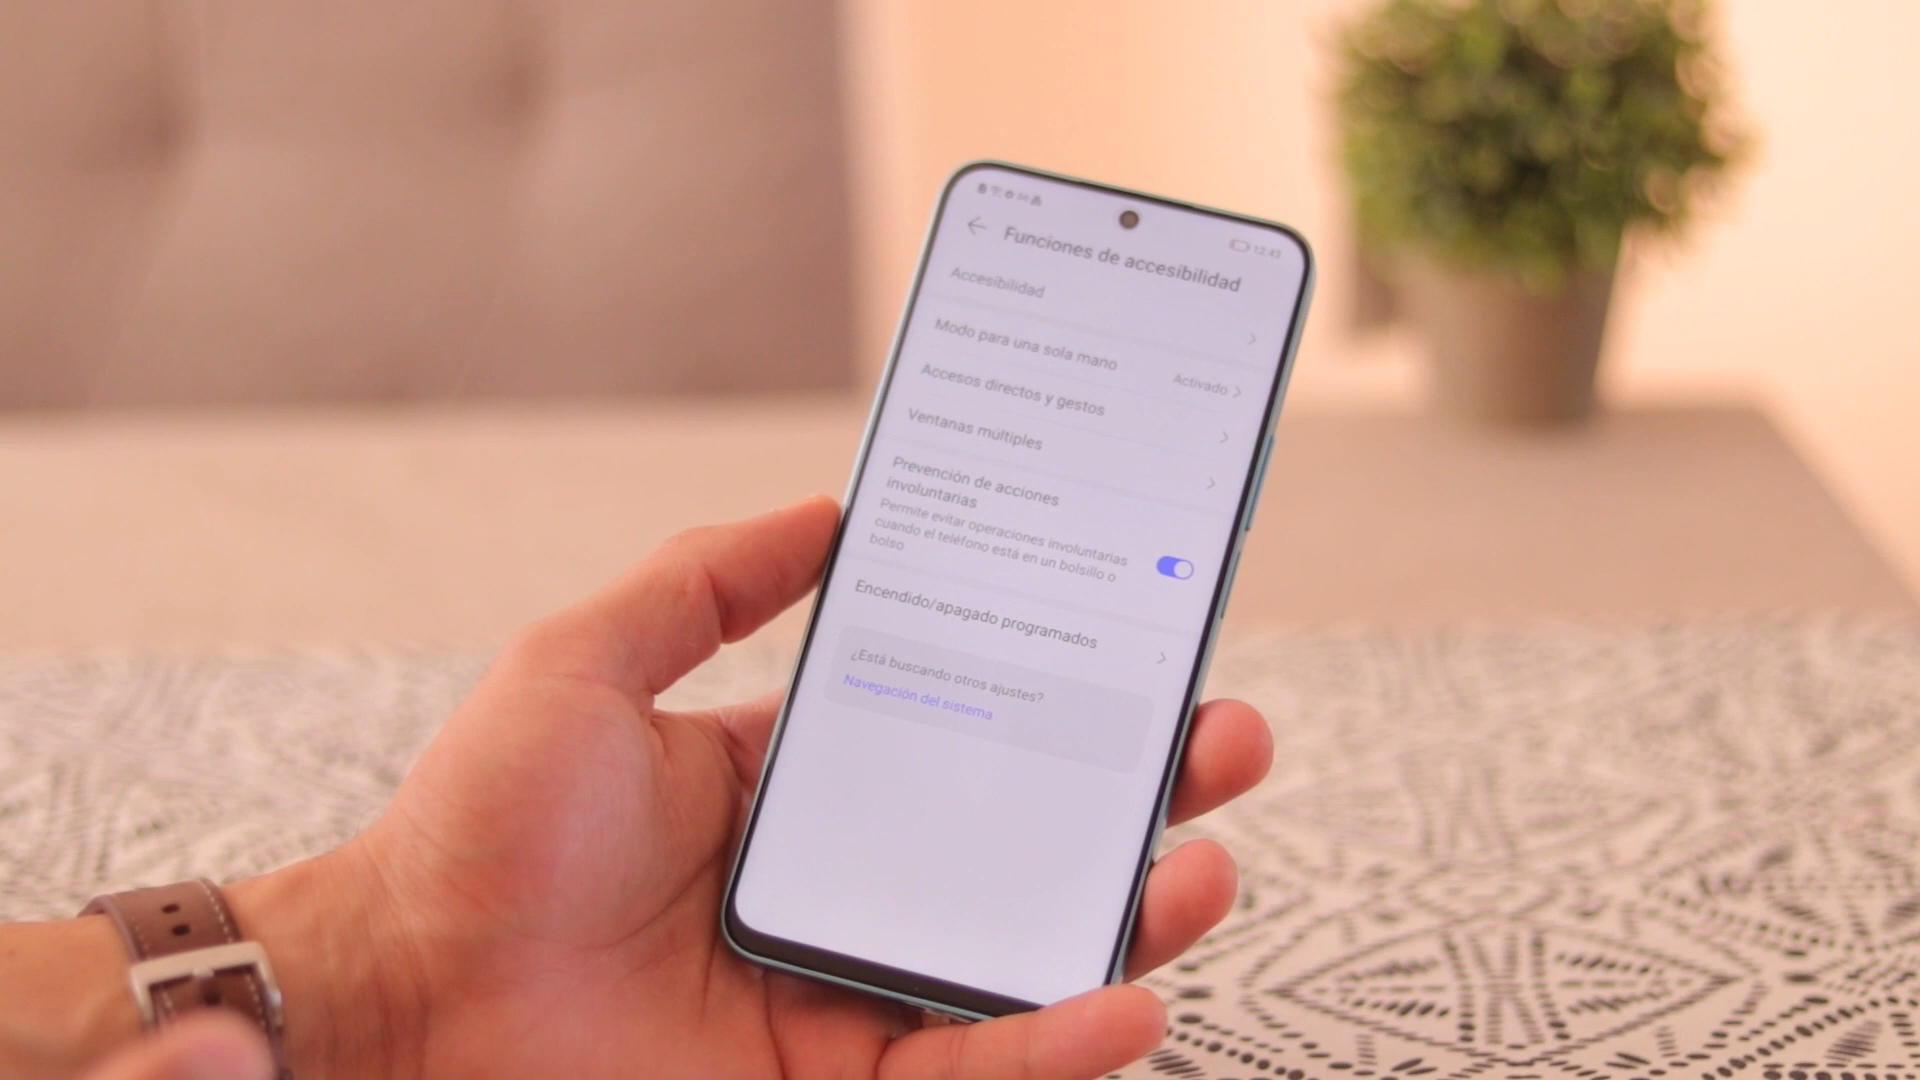 12:43
Funciones de accesibilidad
Accesibilidad
Modo para una sola mano
Activado
Accesos directos y gestos
Ventanas múltiples
Prevención de acciones
involuntarias
Permite evitar operaciones involuntarias
cuando el teléfono está en un bolsillo o
bolso
Encendido/apagado programados
¿Está buscando otros ajustes?
Navegación del sistema